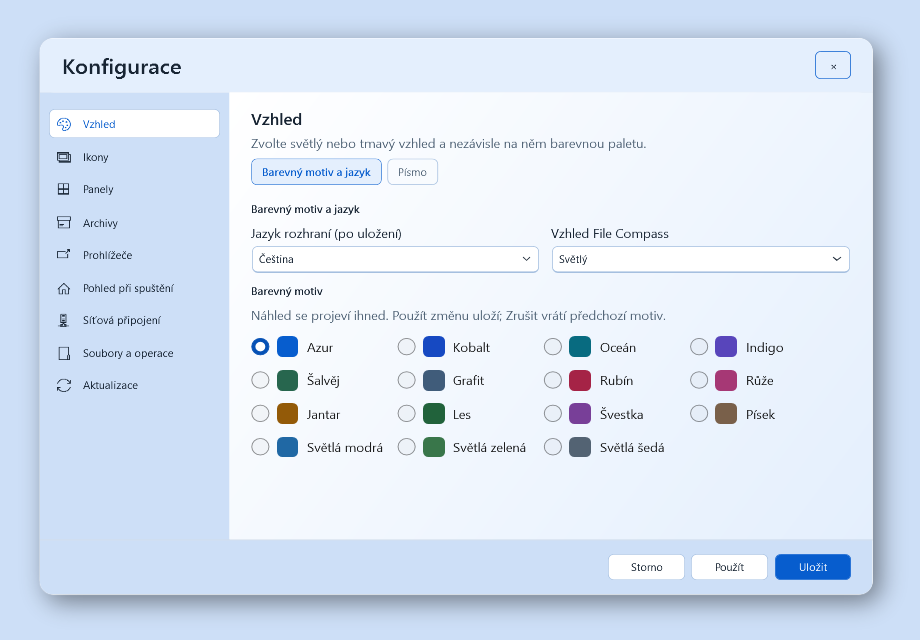 Konfigurace
×
Vzhled
Ikony
Panely
Archivy
Prohlížeče
Pohled při spuštění
Síťová připojení
Soubory a operace
Aktualizace
Vzhled
Zvolte světlý nebo tmavý vzhled a nezávisle na něm barevnou paletu.
Barevný motiv a jazyk Písmo
Barevný motiv a jazyk
Jazyk rozhraní (po uložení) Vzhled File Compass
Čeština Světlý
Barevný motiv
Náhled se projeví ihned. Použít změnu uloží; Zrušit vrátí předchozí motiv.
Azur Kobalt Oceán Indigo
Šalvěj Grafit Rubín Růže
Jantar Les Švestka Písek
Světlá modrá Světlá zelená Světlá šedá
Storno Použít Uložit